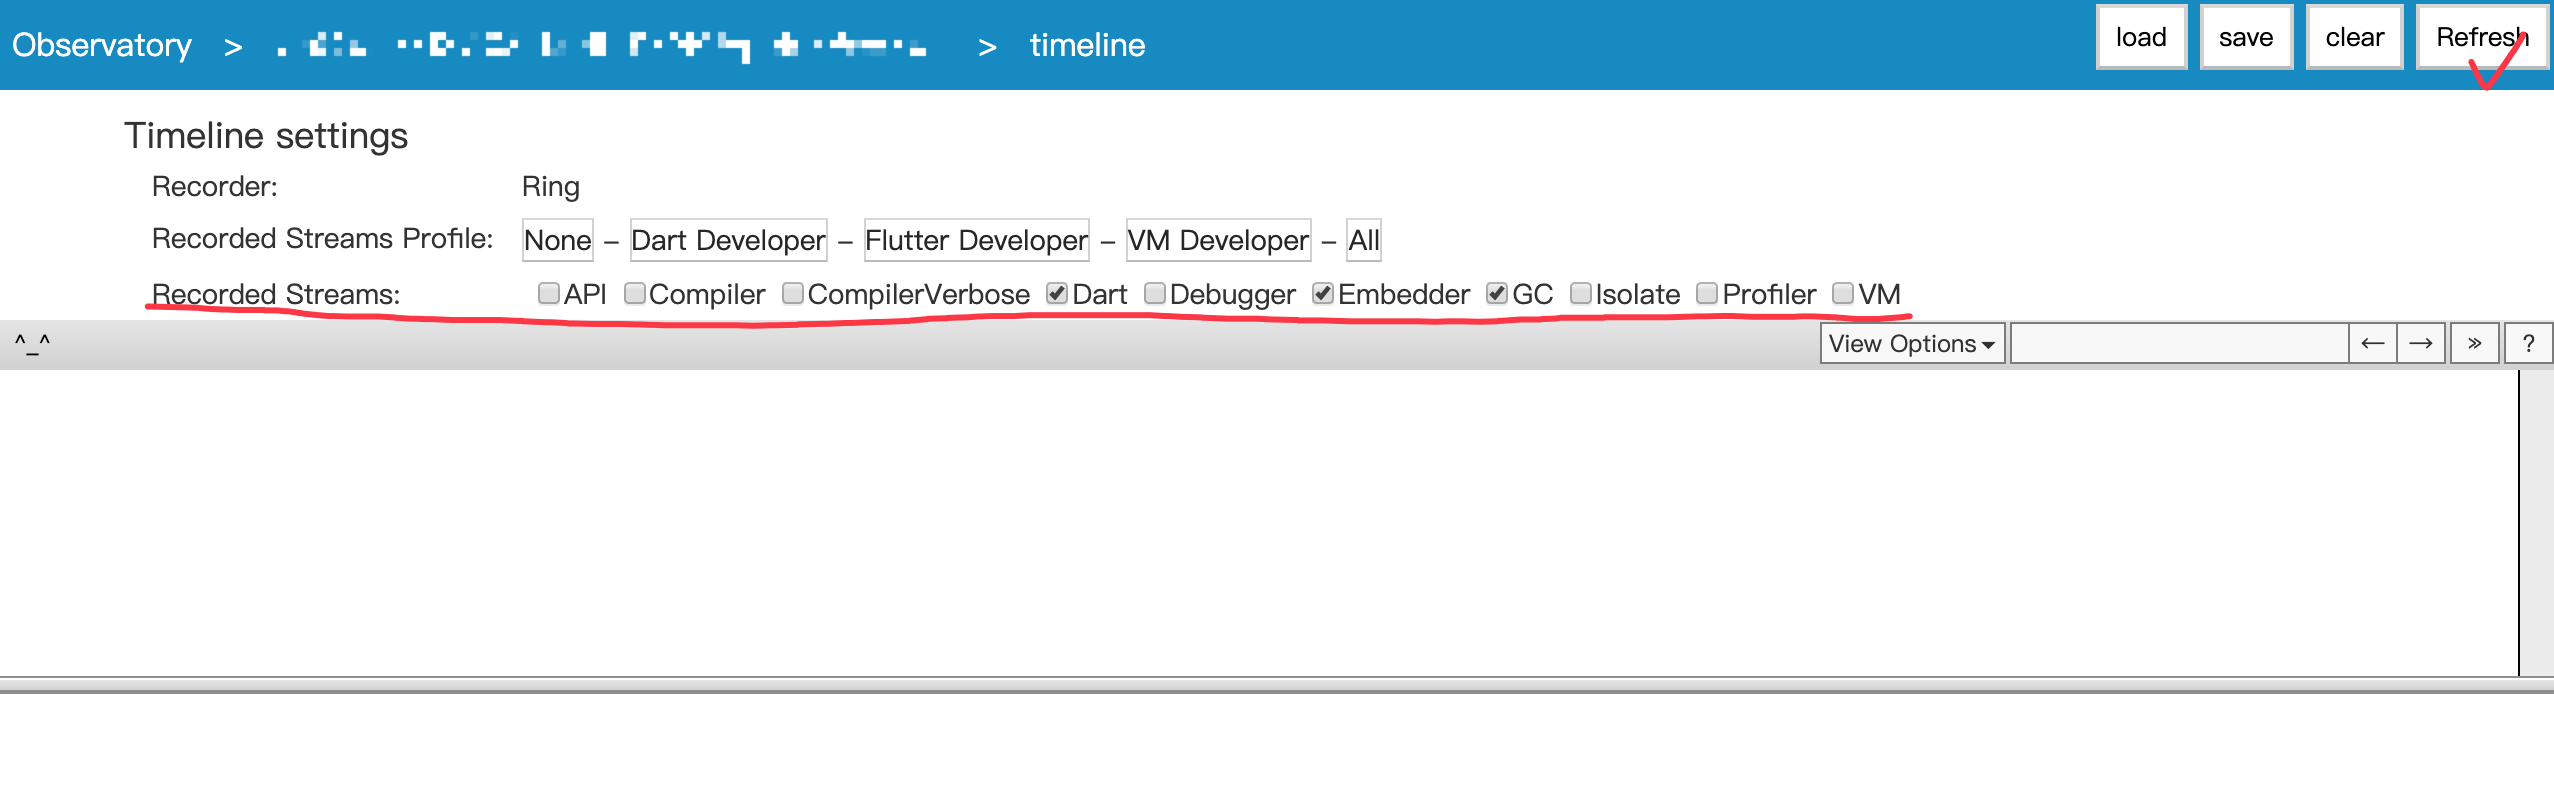 Observatory > > timeline load save clear Refresh
Timeline settings
Recorder: Ring
Recorded Streams Profile: None – Dart Developer – Flutter Developer – VM Developer – All
Recorded Streams: API Compiler CompilerVerbose Dart Debugger Embedder GC Isolate Profiler VM
^_^ View Options ← → » ?